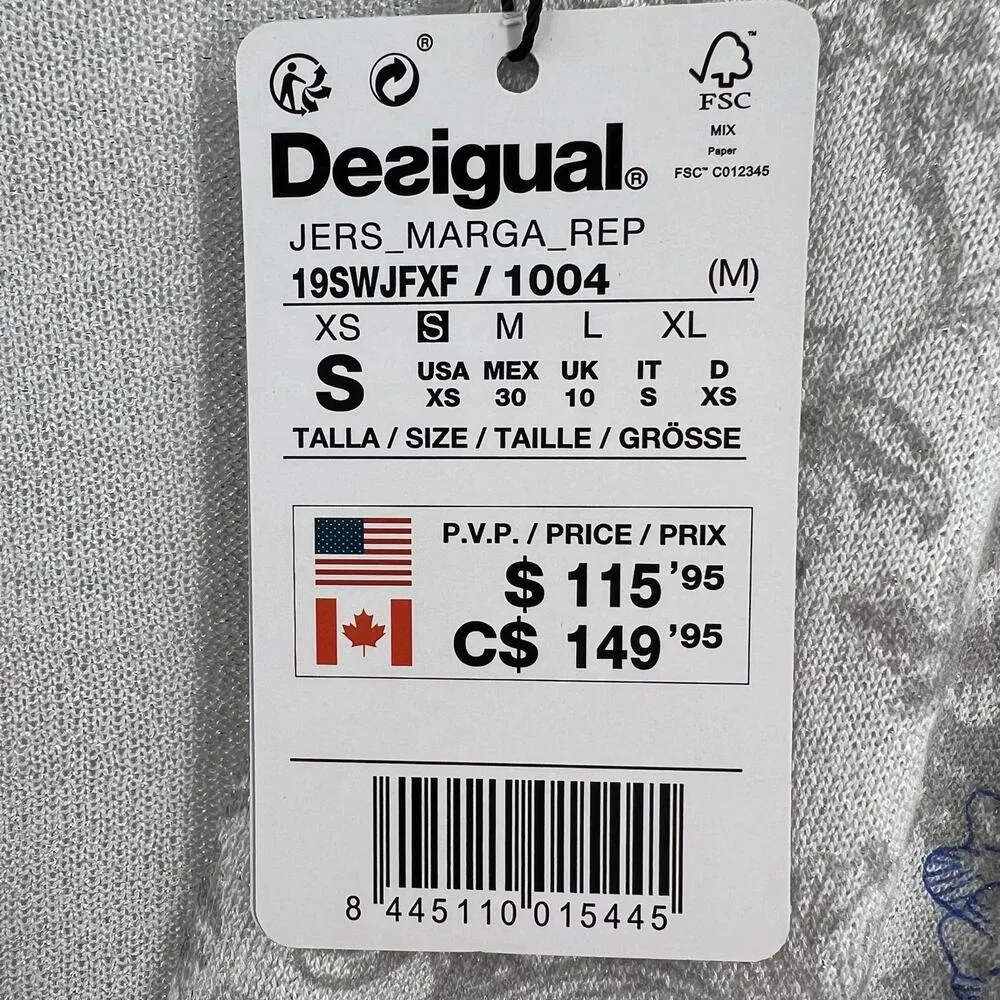 ®
™
FSC
MIX
Paper
FSC™ C012345
Desigual®
JERS_MARGA_REP
19SWJFXF / 1004 (M)
XS S M L XL
S USA MEX UK IT D
XS 30 10 S XS
TALLA / SIZE / TAILLE / GRÖSSE
P.V.P. / PRICE / PRIX
$ 115'95
C$ 149'95
8 445110 015445